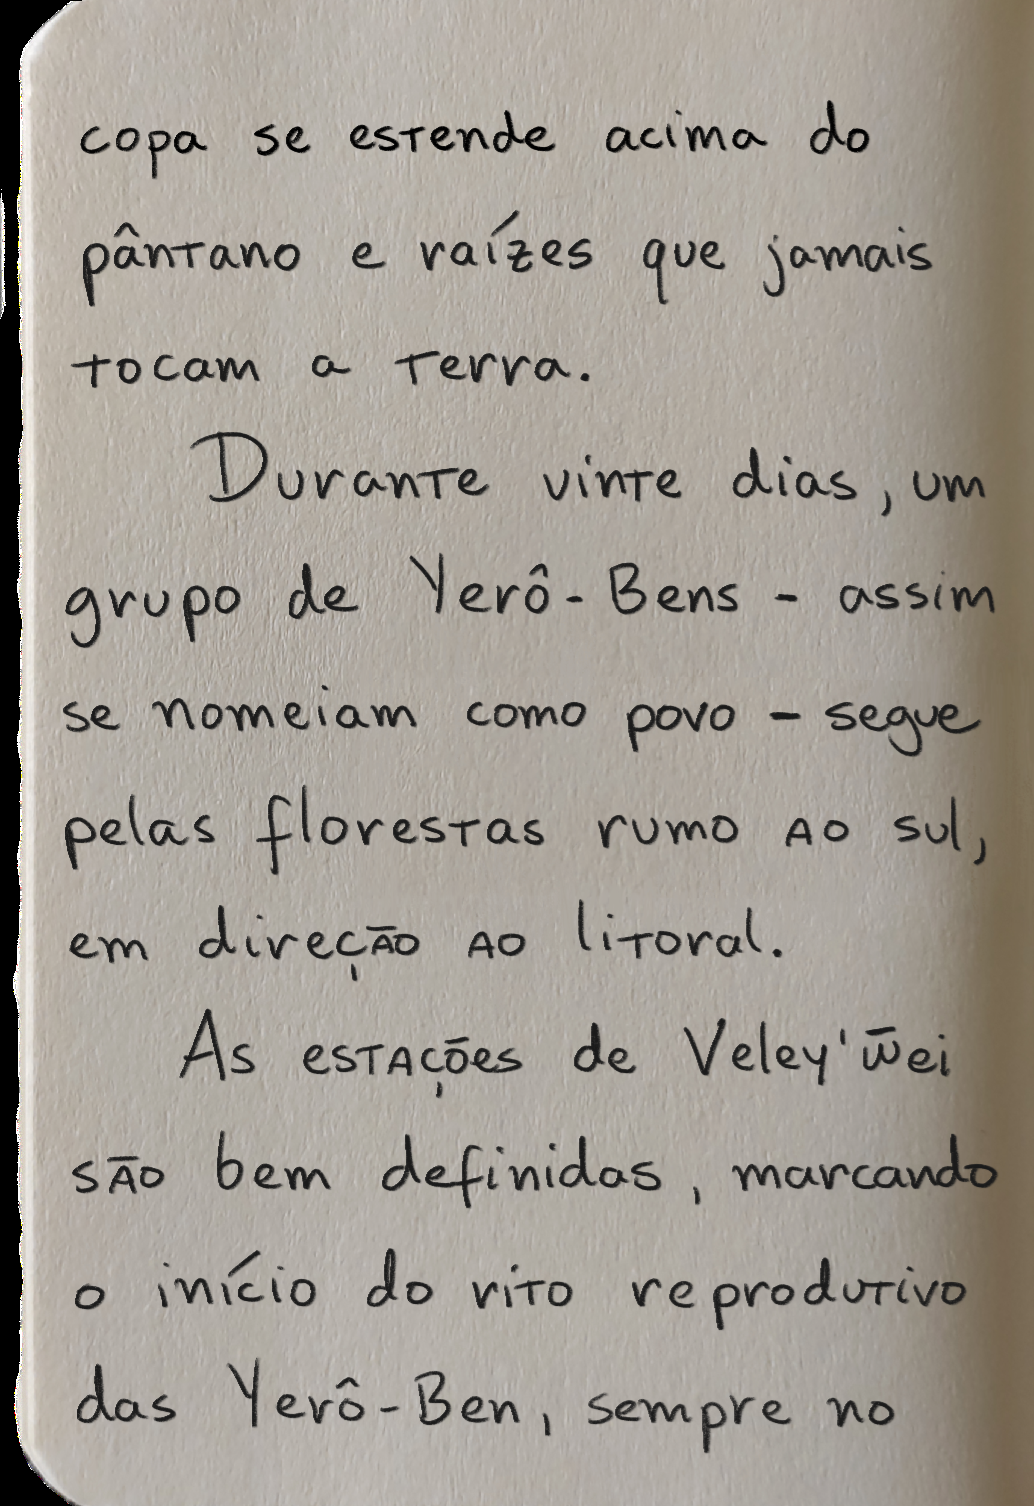 copa se estende acima do
pântano e raízes que jamais
tocam a terra.
Durante vinte dias, um
grupo de Yerô-Bens - assim
se nomeiam como povo - segue
pelas florestas rumo ao sul,
em direção ao litoral.
As estações de Veley'w̄ei
são bem definidas, marcando
o início do rito reprodutivo
das Yerô-Ben, sempre no